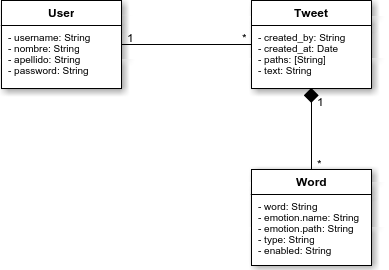 User
- username: String
- nombre: String
- apellido: String
- password: String
1
*
Tweet
- created_by: String
- created_at: Date
- paths: [String]
- text: String
1
*
Word
- word: String
- emotion.name: String
- emotion.path: String
- type: String
- enabled: String